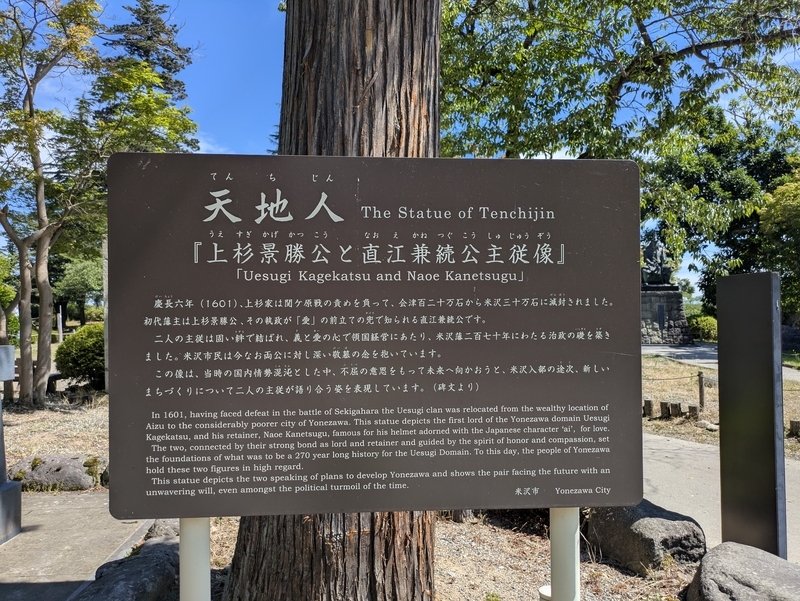 てん ち じん
天地人 The Statue of Tenchijin
うえ すぎ かげ かつ こう なお え かね つぐ こう しゅ じゅう ぞう
『上杉景勝公と直江兼続公主従像』
「Uesugi Kagekatsu and Naoe Kanetsugu」
慶長六年（1601）、上杉家は関ケ原戦の責めを負って、会津百二十万石から米沢三十万石に減封されました。
初代藩主は上杉景勝公、その執政が「愛」の前立ての兜で知られる直江兼続公です。
二人の主従は固い絆で結ばれ、義と愛の心で領国経営にあたり、米沢藩二百七十年にわたる治政の礎を築き
ました。米沢市民は今なお両公に対し深い敬慕の念を抱いています。
この像は、当時の国内情勢混沌とした中、不屈の意思をもって未来へ向かおうと、米沢入部の途次、新しい
まちづくりについて二人の主従が語り合う姿を表現しています。（碑文より）
In 1601, having faced defeat in the battle of Sekigahara the Uesugi clan was relocated from the wealthy location of
Aizu to the considerably poorer city of Yonezawa. This statue depicts the first lord of the Yonezawa domain Uesugi
Kagekatsu, and his retainer, Naoe Kanetsugu, famous for his helmet adorned with the Japanese character 'ai', for love.
The two, connected by their strong bond as lord and retainer and guided by the spirit of honor and compassion, set
the foundations of what was to be a 270 year long history for the Uesugi Domain. To this day, the people of Yonezawa
hold these two figures in high regard.
This statue depicts the two speaking of plans to develop Yonezawa and shows the pair facing the future with an
unwavering will, even amongst the political turmoil of the time.
米沢市 Yonezawa City